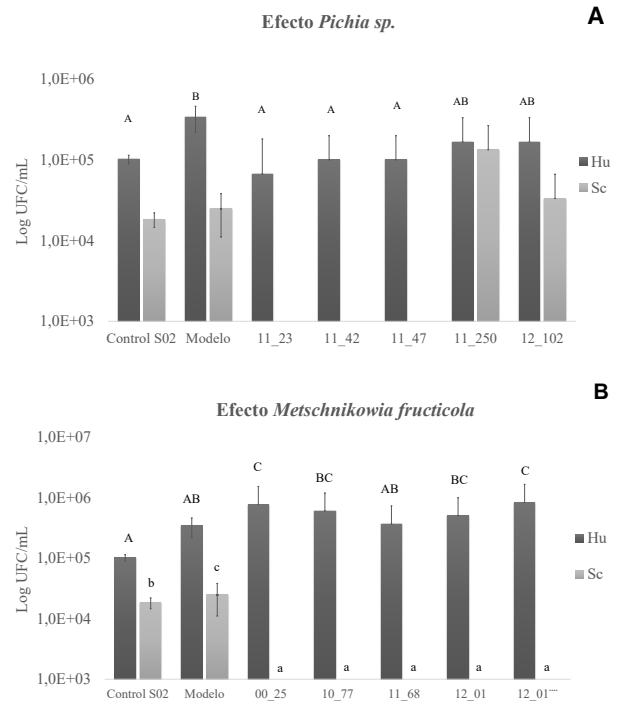 Efecto Pichia sp.
A
Log UFC/mL
1,0E+06
1,0E+05
1,0E+04
1,0E+03
A
B
A
A
A
AB
AB
Hu
Sc
Control S02 Modelo 11_23 11_42 11_47 11_250 12_102
B
Efecto Metschnikowia fructicola
Log UFC/mL
1,0E+07
1,0E+06
1,0E+05
1,0E+04
1,0E+03
A
b
AB
c
C
a
BC
a
AB
a
BC
a
C
a
Hu
Sc
Control S02 Modelo 00_25 10_77 11_68 12_01 12_01